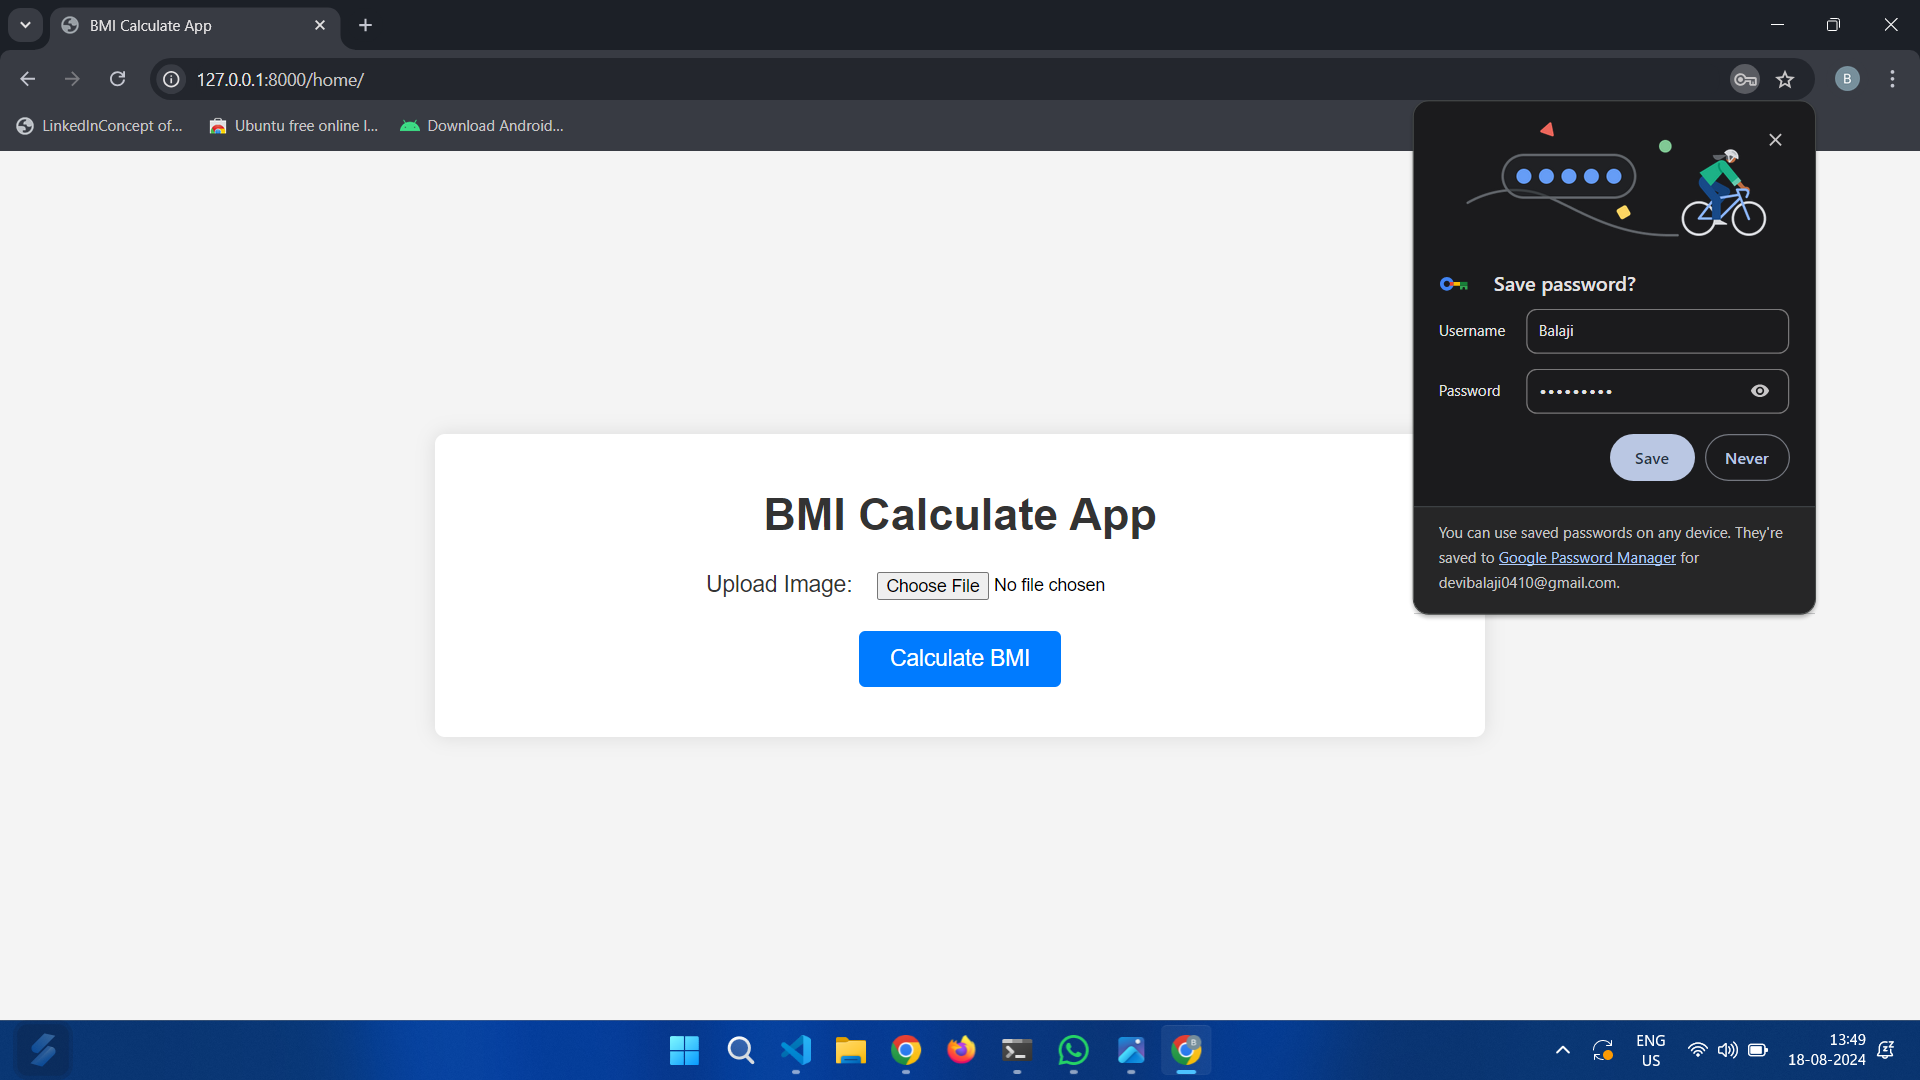 BMI Calculate App
127.0.0.1:8000/home/
B
LinkedInConcept of...
Ubuntu free online l...
Download Android...
Save password?
Username
Balaji
Password
•••••••••
Save
Never
You can use saved passwords on any device. They're
saved to Google Password Manager for
devibalaji0410@gmail.com.
BMI Calculate App
Upload Image: Choose File No file chosen
Calculate BMI
B
ENG
US
13:49
18-08-2024